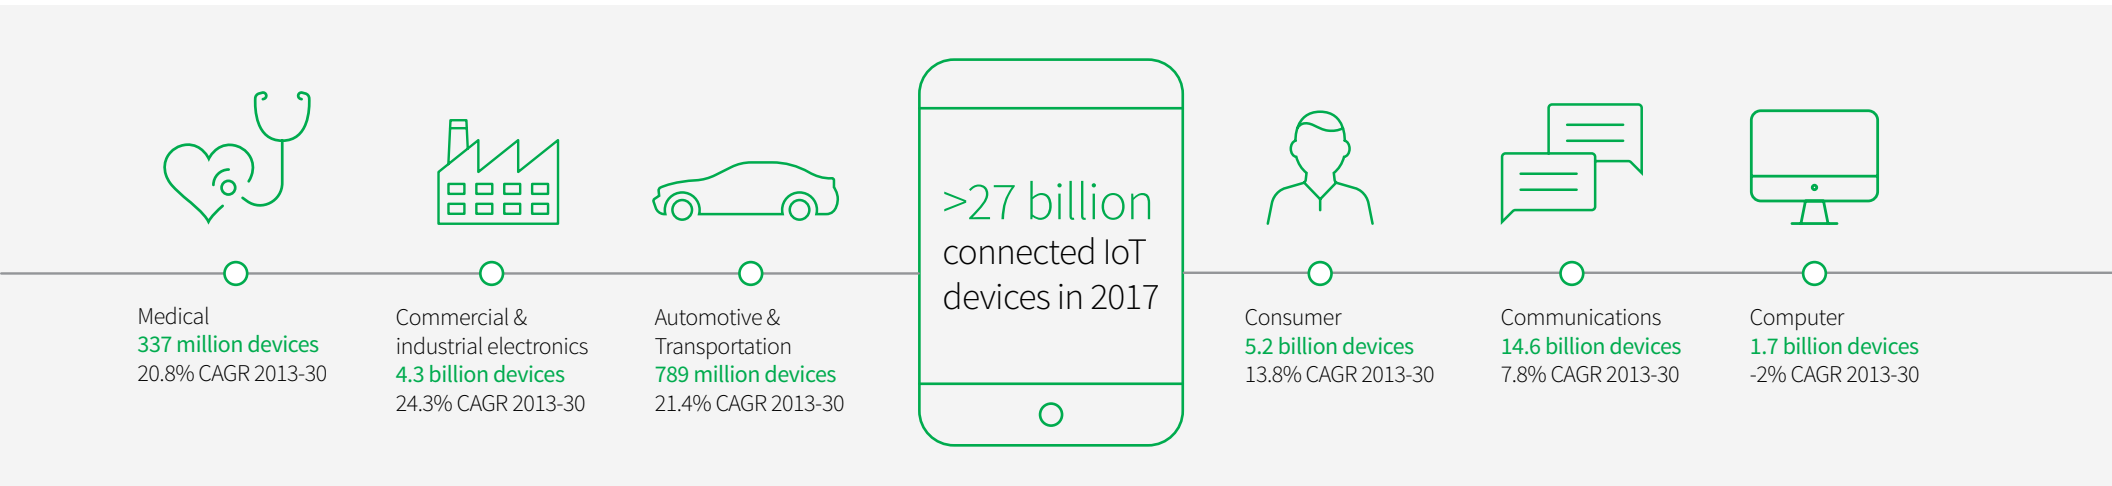 Medical
337 million devices
20.8% CAGR 2013-30
Commercial &
industrial electronics
4.3 billion devices
24.3% CAGR 2013-30
Automotive &
Transportation
789 million devices
21.4% CAGR 2013-30
>27 billion
connected IoT
devices in 2017
Consumer
5.2 billion devices
13.8% CAGR 2013-30
Communications
14.6 billion devices
7.8% CAGR 2013-30
Computer
1.7 billion devices
-2% CAGR 2013-30